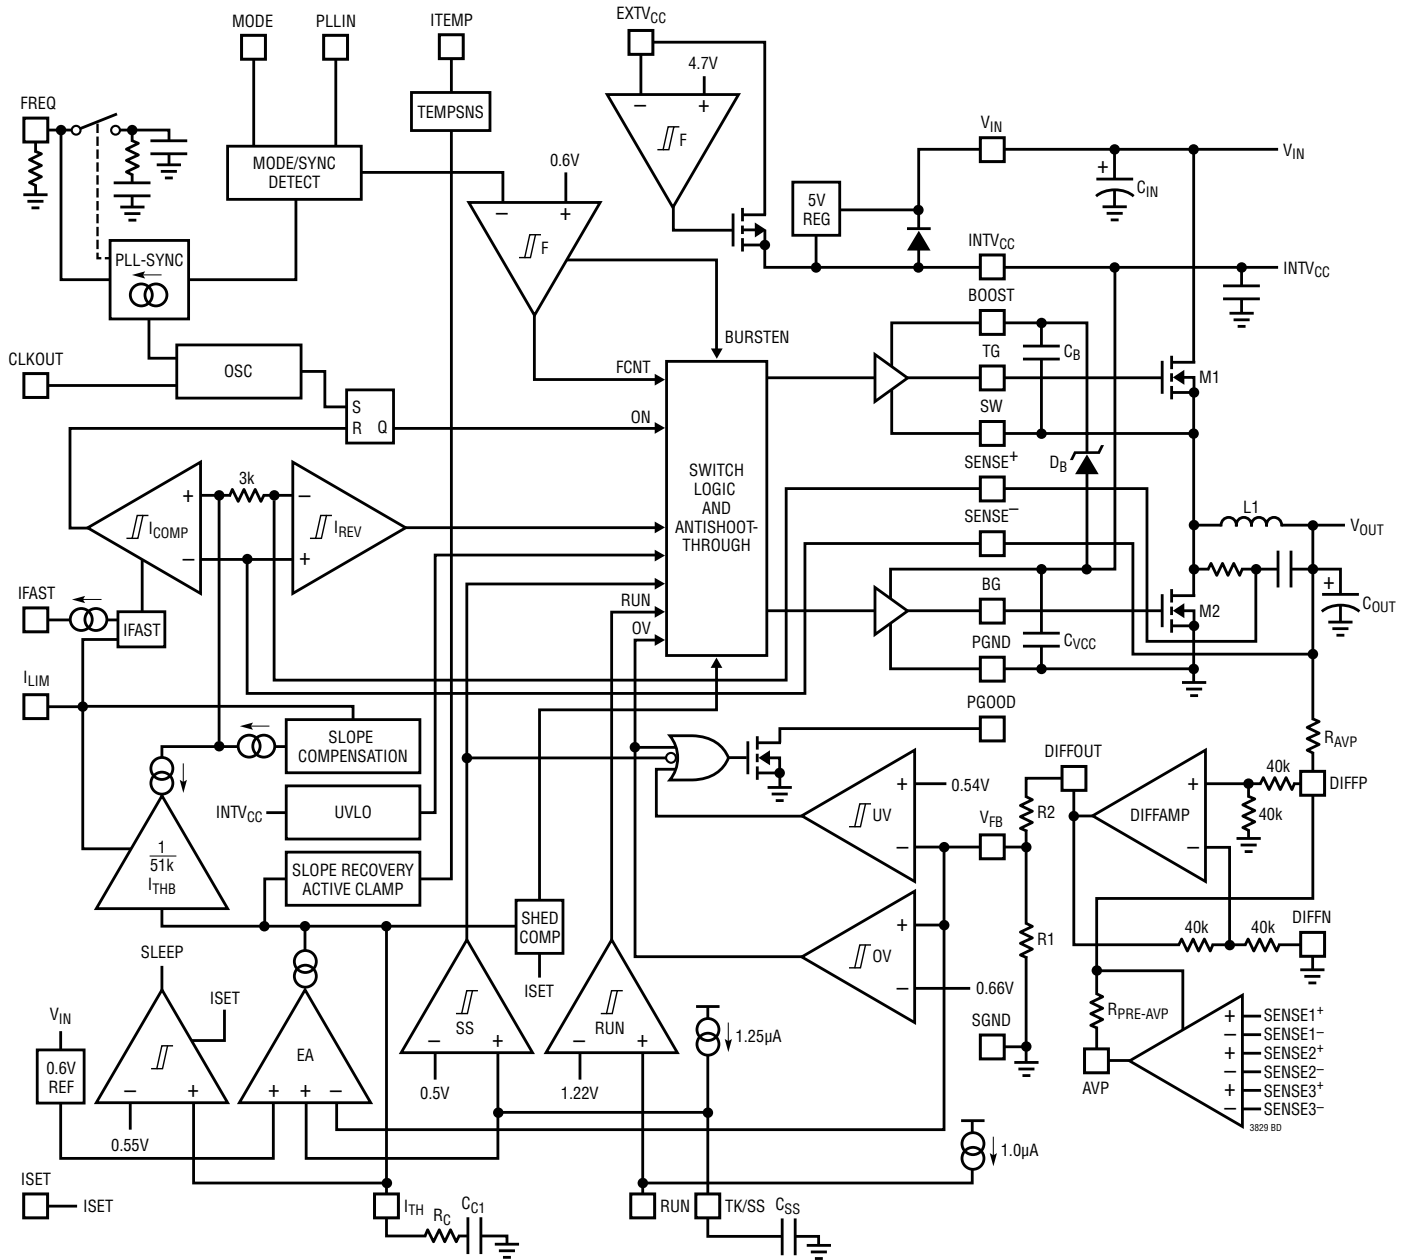 MODE
PLLIN
ITEMP
EXTVCC
4.7V
FREQ
TEMPSNS
F
VIN
VIN
MODE/SYNC
DETECT
0.6V
+
CIN
5V
REG
F
PLL-SYNC
INTVCC
INTVCC
BOOST
BURSTEN
CLKOUT
OSC
FCNT
TG
CB
M1
S
R
Q
ON
SW
SENSE+
DB
3k
SWITCH
LOGIC
AND
ANTISHOOT-
THROUGH
+
−
ICOMP
−
+
IREV
SENSE−
L1
VOUT
IFAST
IFAST
RUN
OV
BG
M2
+
COUT
PGND
CVCC
ILIM
SLOPE
COMPENSATION
PGOOD
RAVP
DIFFOUT
40k
DIFFP
INTVCC
UVLO
+
−
UV
0.54V
VFB
R2
+
−
DIFFAMP
40k
1
51k
ITHB
SLOPE RECOVERY
ACTIVE CLAMP
SHED
COMP
+
−
OV
R1
40k
40k
DIFFN
SLEEP
ISET
0.66V
ISET
VIN
SS
RUN
1.25µA
SGND
RPRE-AVP
0.6V
REF
EA
−
+
+
+
−
−
+
−
+
0.5V
1.22V
AVP
+
−
+
−
+
−
SENSE1+
SENSE1−
SENSE2+
SENSE2−
SENSE3+
SENSE3−
3829 BD
0.55V
1.0µA
ISET
ISET
ITH
RC
CC1
RUN
TK/SS
CSS
−
+
−
+